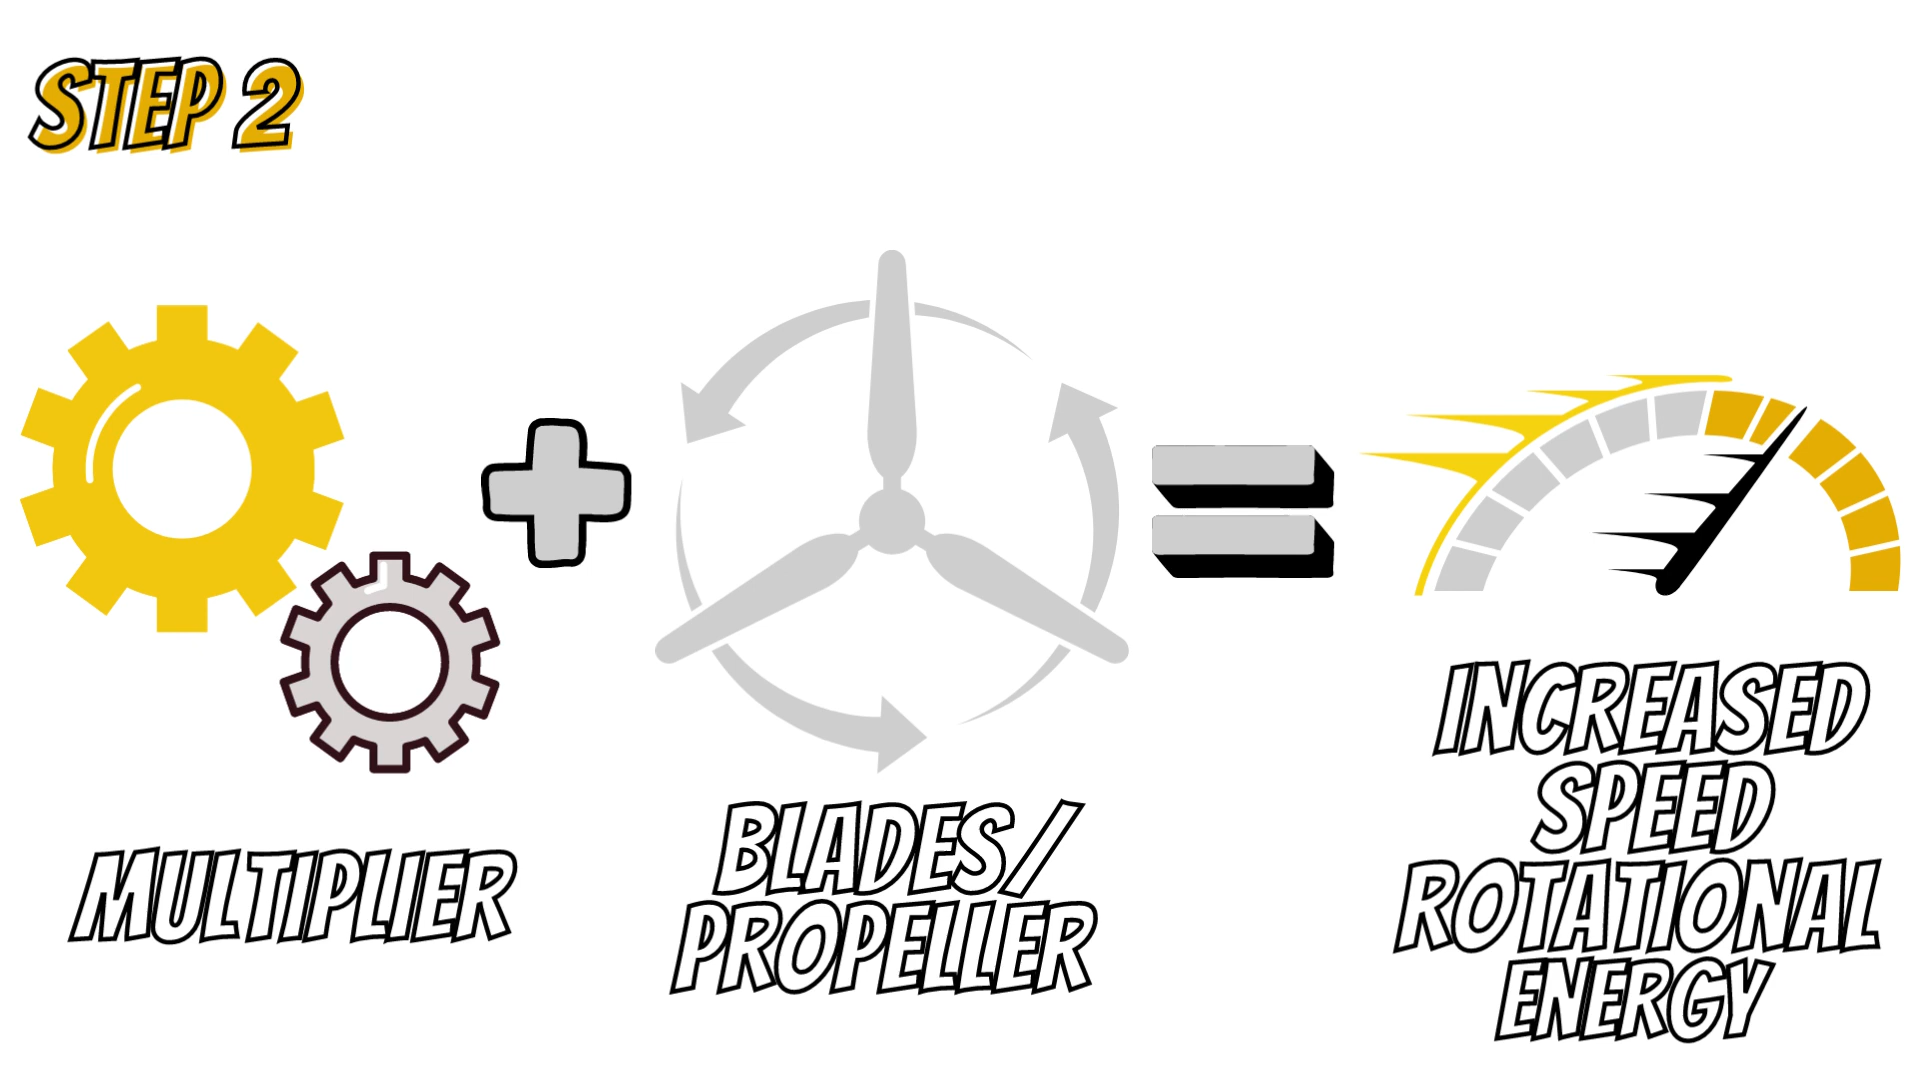 STEP 2
MULTIPLIER
BLADES/
PROPELLER
INCREASED
SPEED
ROTATIONAL
ENERGY